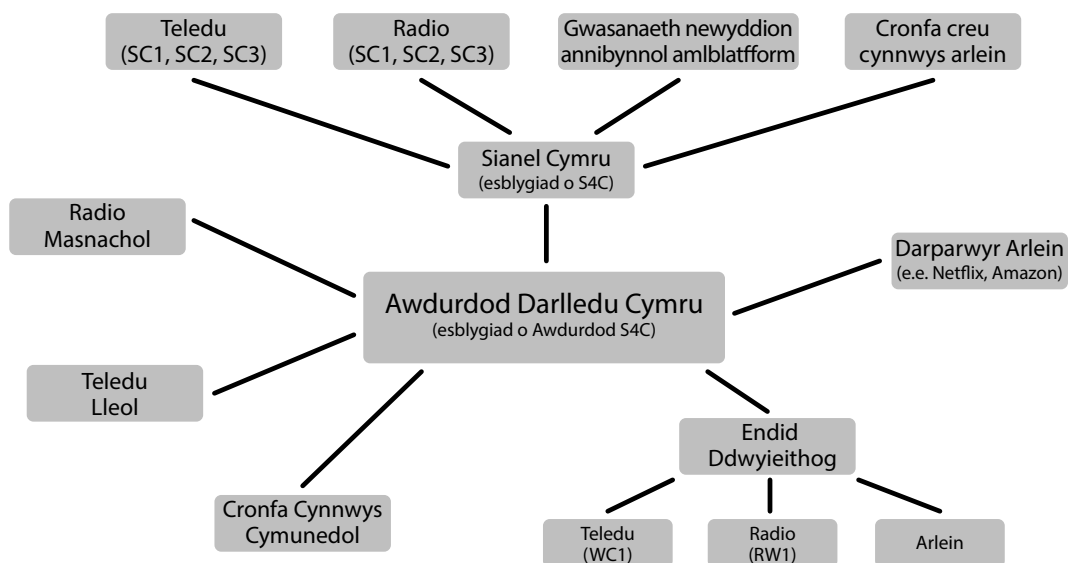 Teledu
(SC1, SC2, SC3)
Radio
(SC1, SC2, SC3)
Gwasanaeth newyddion
annibynnol amlblatfform
Cronfa creu
cynnwys arlein
Sianel Cymru
(esblygiad o S4C)
Radio
Masnachol
Darparwyr Arlein
(e.e. Netflix, Amazon)
Awdurdod Darlledu Cymru
(esblygiad o Awdurdod S4C)
Teledu
Lleol
Endid
Ddwyieithog
Cronfa Cynnwys
Cymunedol
Teledu
(WC1)
Radio
(RW1)
Arlein